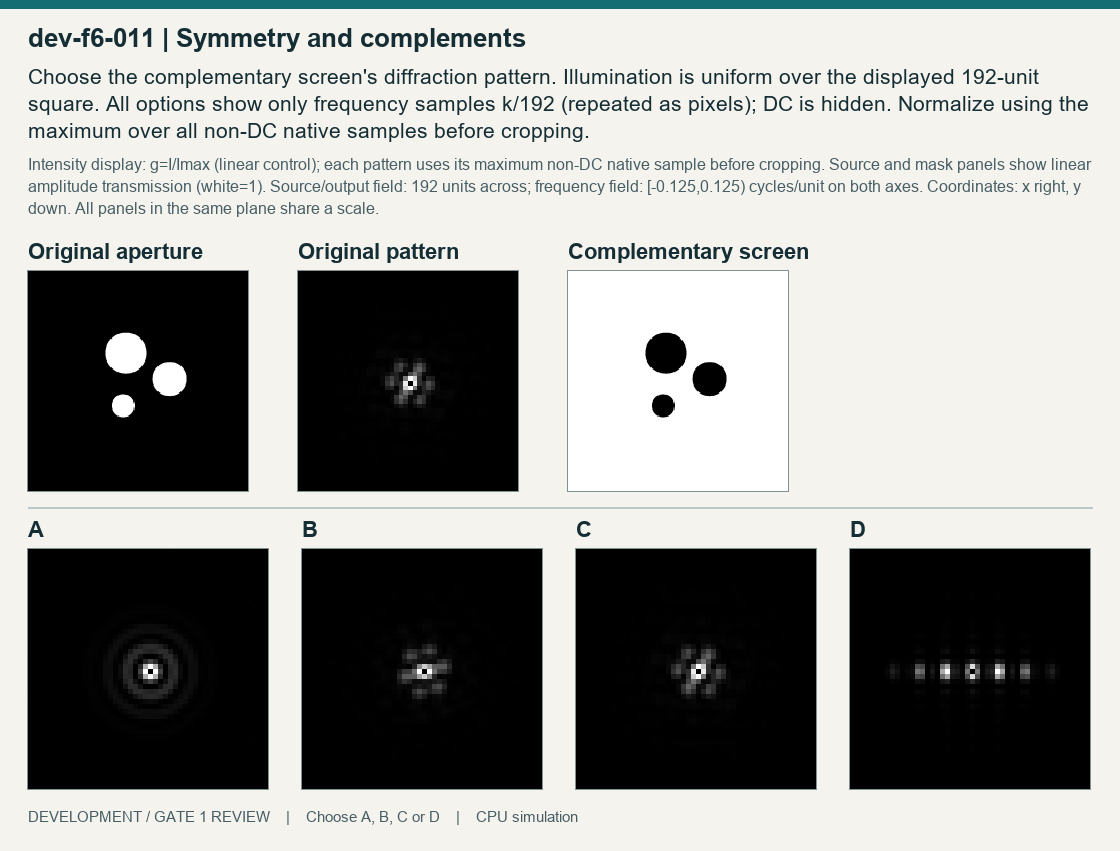 dev-f6-011 | Symmetry and complements
Choose the complementary screen's diffraction pattern. Illumination is uniform over the displayed 192-unit
square. All options show only frequency samples k/192 (repeated as pixels); DC is hidden. Normalize using the
maximum over all non-DC native samples before cropping.
Intensity display: g=I/Imax (linear control); each pattern uses its maximum non-DC native sample before cropping. Source and mask panels show linear
amplitude transmission (white=1). Source/output field: 192 units across; frequency field: [-0.125,0.125) cycles/unit on both axes. Coordinates: x right, y
down. All panels in the same plane share a scale.
Original aperture
Original pattern
Complementary screen
A
B
C
D
DEVELOPMENT / GATE 1 REVIEW | Choose A, B, C or D | CPU simulation